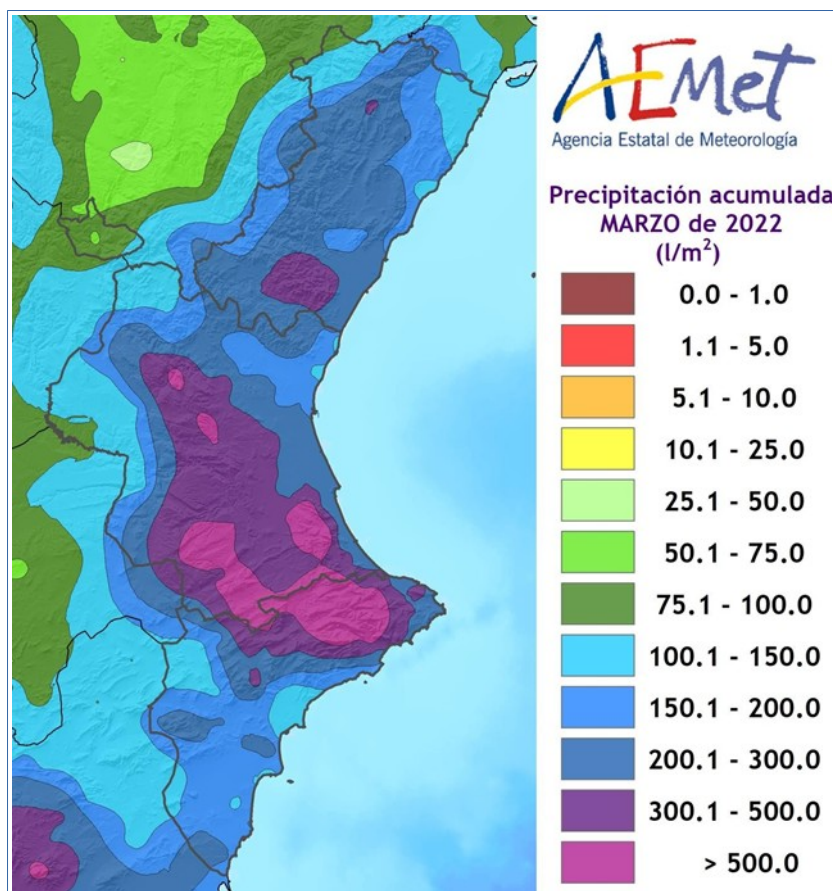 AEmet
Agencia Estatal de Meteorología
Precipitación acumulada
MARZO de 2022
(l/m²)
0.0 - 1.0
1.1 - 5.0
5.1 - 10.0
10.1 - 25.0
25.1 - 50.0
50.1 - 75.0
75.1 - 100.0
100.1 - 150.0
150.1 - 200.0
200.1 - 300.0
300.1 - 500.0
> 500.0